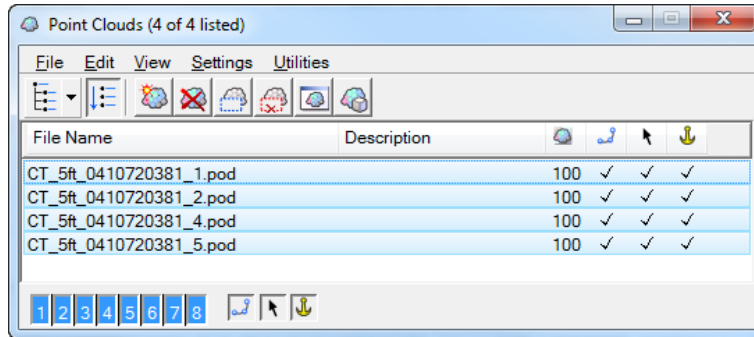 Point Clouds (4 of 4 listed)
File Edit View Settings Utilities
File Name Description
CT_5ft_0410720381_1.pod 100
CT_5ft_0410720381_2.pod 100
CT_5ft_0410720381_4.pod 100
CT_5ft_0410720381_5.pod 100
1 2 3 4 5 6 7 8